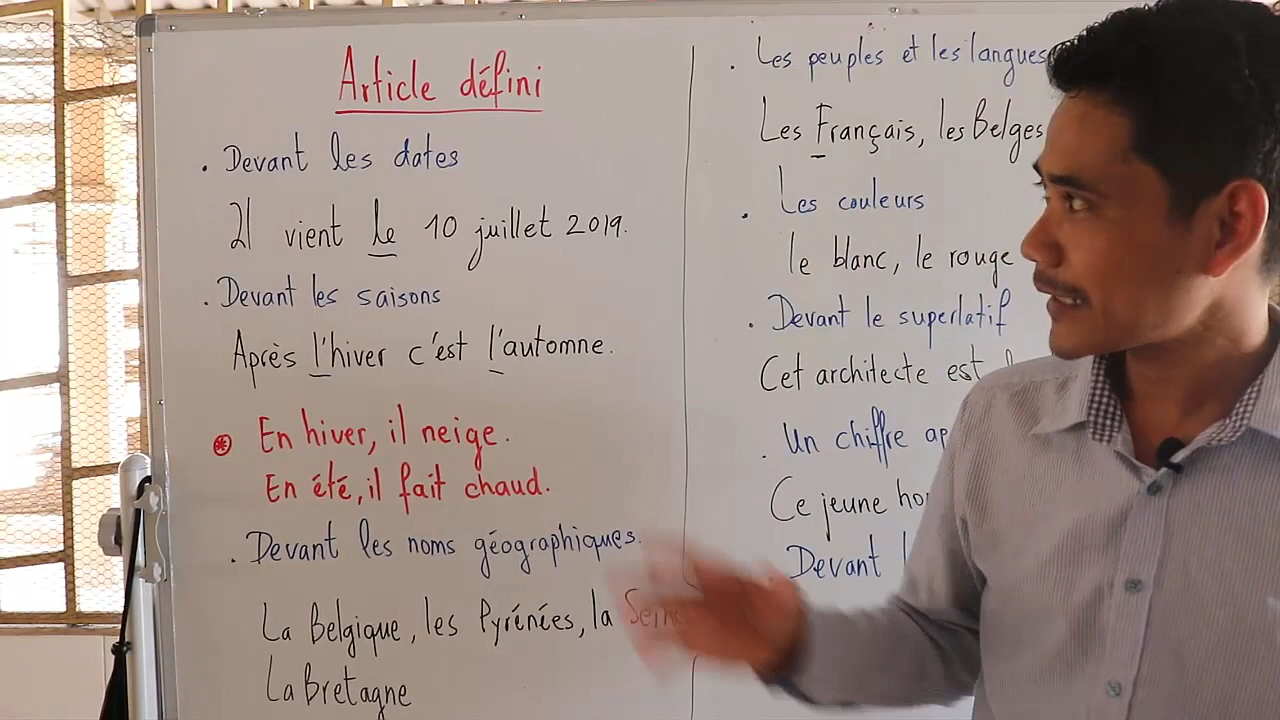 Article défini
. Devant les dates
Il vient le 10 juillet 2019.
. Devant les saisons
Après l'hiver c'est l'automne.
En hiver, il neige.
En été, il fait chaud.
. Devant les noms géographiques.
La Belgique, les Pyrénées, la Seine
La Bretagne
. Les peuples et les langues
Les Français, les Belges
. Les couleurs
le blanc, le rouge
. Devant le superlatif
Cet architecte est
. Un chiffre
Ce jeune
. Devant